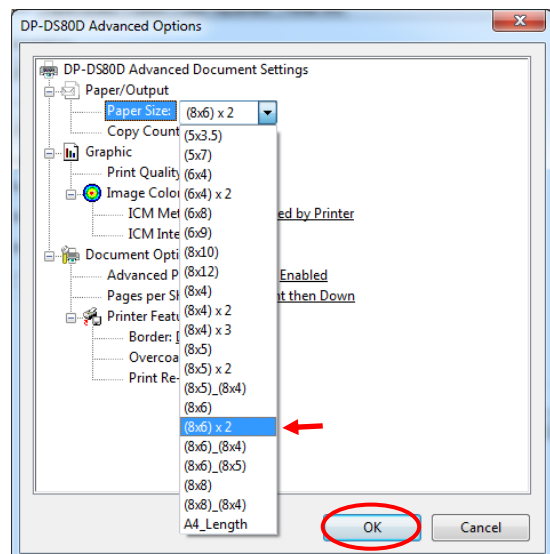 DP-DS80D Advanced Options
DP-DS80D Advanced Document Settings
Paper/Output
Paper Size: (8x6) x 2
Copy Count
(5x3.5)
Graphic
(5x7)
Print Quality
(6x4)
Image Color
(6x4) x 2
ICM Met
(6x8)
ed by Printer
ICM Inte
(6x9)
Document Opti
(8x10)
Advanced P
(8x12)
Enabled
Pages per Sh
(8x4)
t then Down
Printer Featu
(8x4) x 2
(8x4) x 3
Border:
(8x5)
Overcoa
(8x5) x 2
Print Re-
(8x5)_(8x4)
(8x6)
(8x6) x 2
(8x6)_(8x4)
(8x6)_(8x5)
(8x8)
(8x8)_(8x4)
A4_Length
OK Cancel